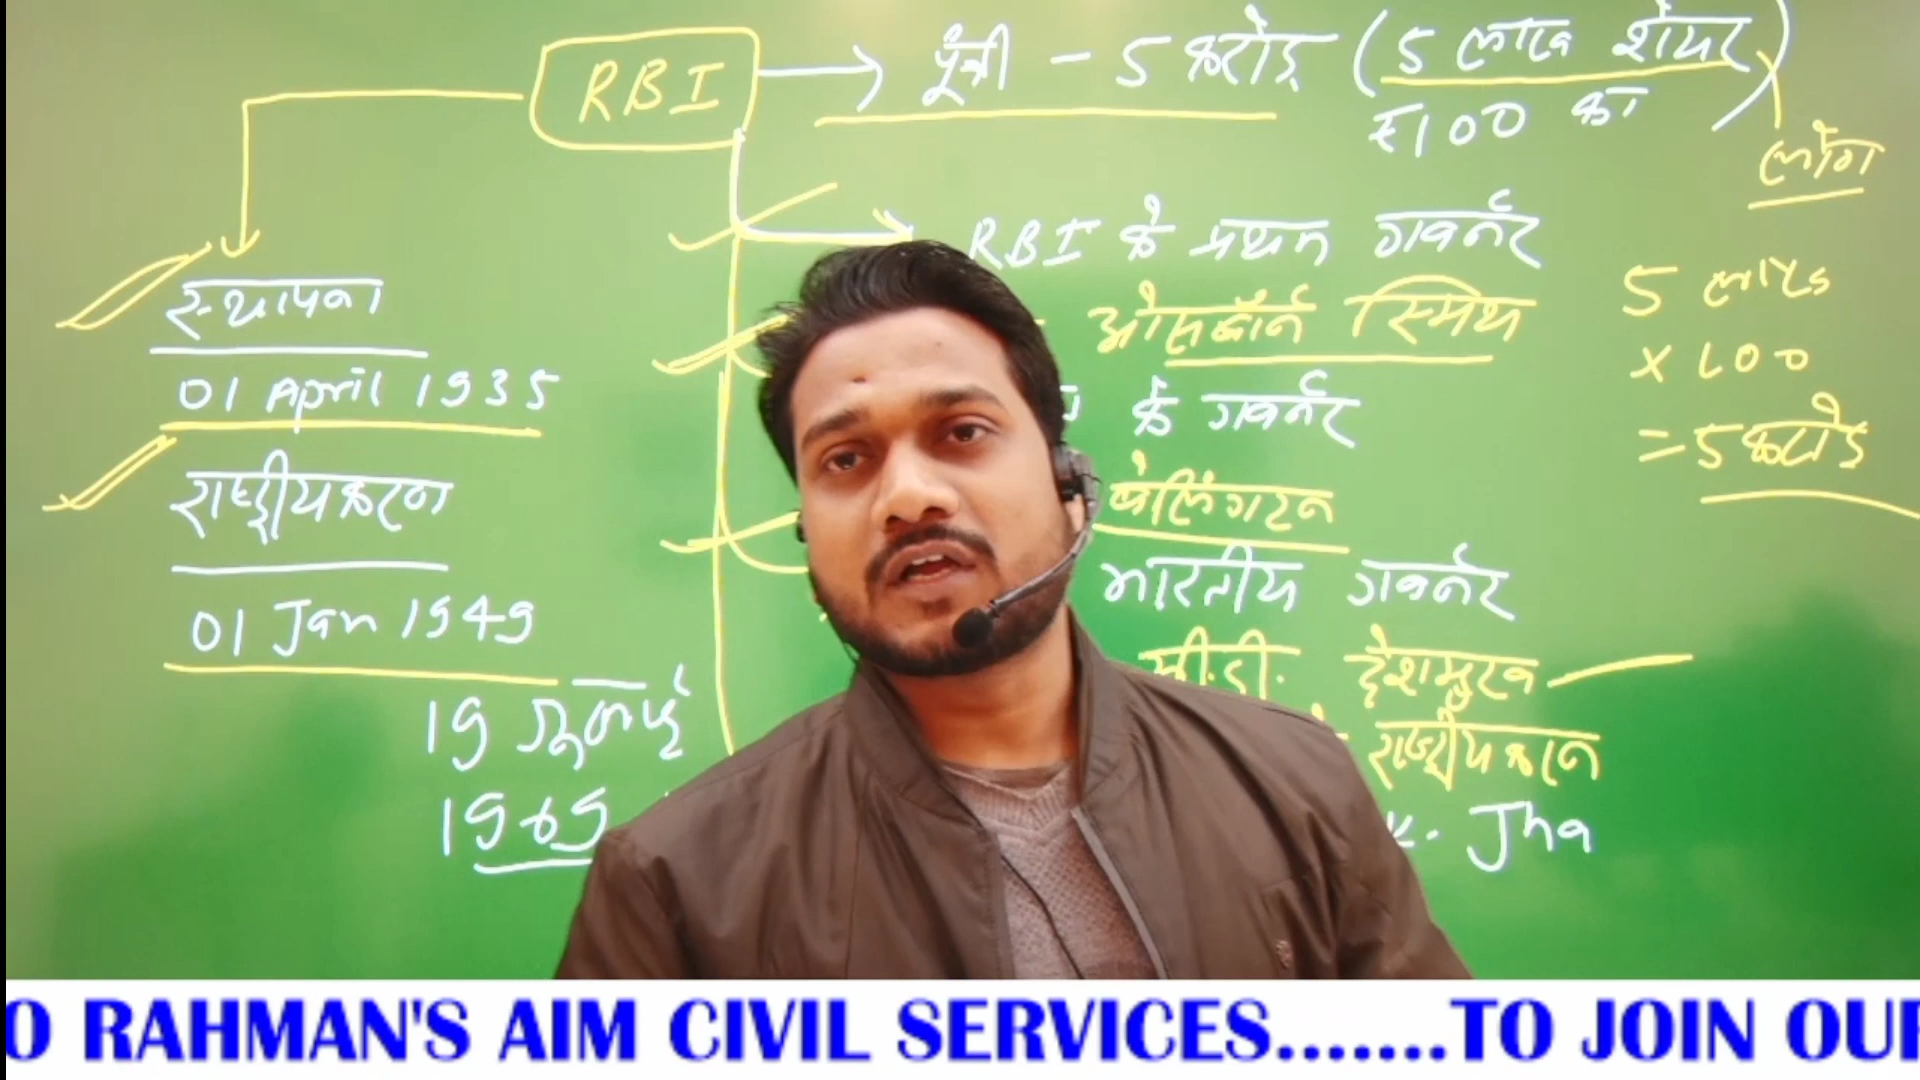 RBI → पूंजी - 5 करोड़ (5 लाख शेयर)
₹100 का
लोग
RBI के प्रथम गवर्नर
ओसबॉर्न स्मिथ
5 लाख
x 100
= 5 करोड़
स्थापना
01 April 1935
के गवर्नर
राष्ट्रीयकरण
01 Jan 1949
भारतीय गवर्नर
सी.डी. देशमुख
राष्ट्रीयकरण
19 जुलाई
1969
K. Jha
O RAHMAN'S AIM CIVIL SERVICES.......TO JOIN OUR